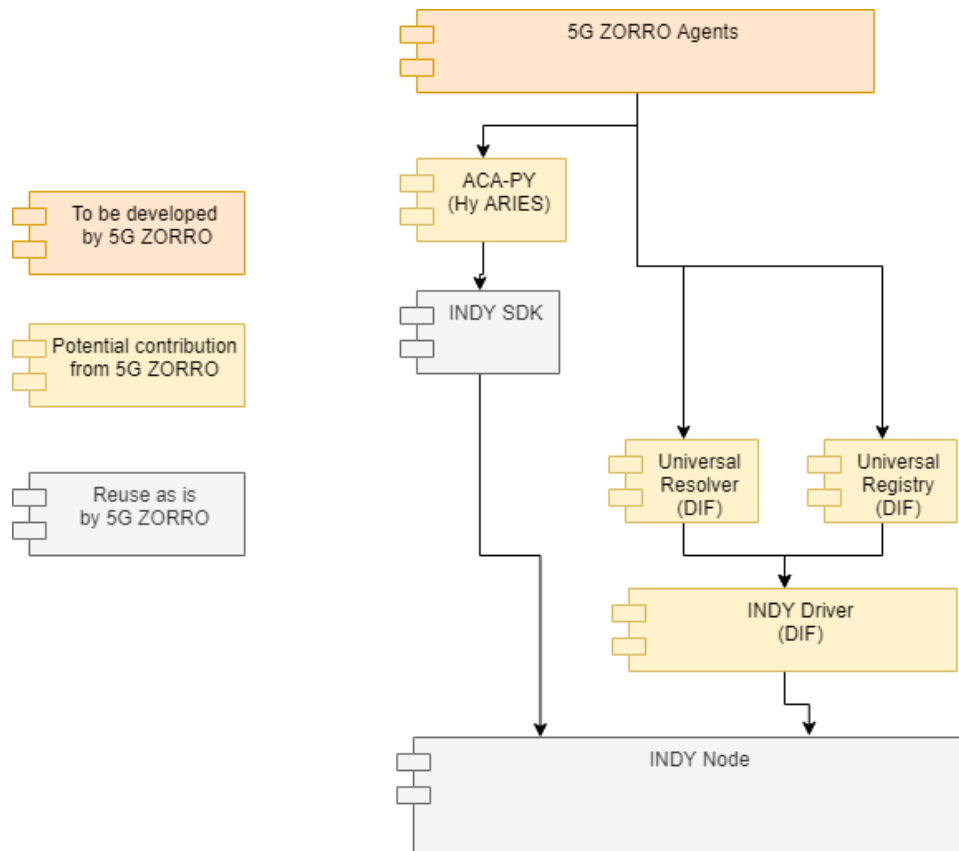 5G ZORRO Agents
ACA-PY
(Hy ARIES)
To be developed
by 5G ZORRO
INDY SDK
Potential contribution
from 5G ZORRO
Universal
Resolver
(DIF)
Universal
Registry
(DIF)
Reuse as is
by 5G ZORRO
INDY Driver
(DIF)
INDY Node